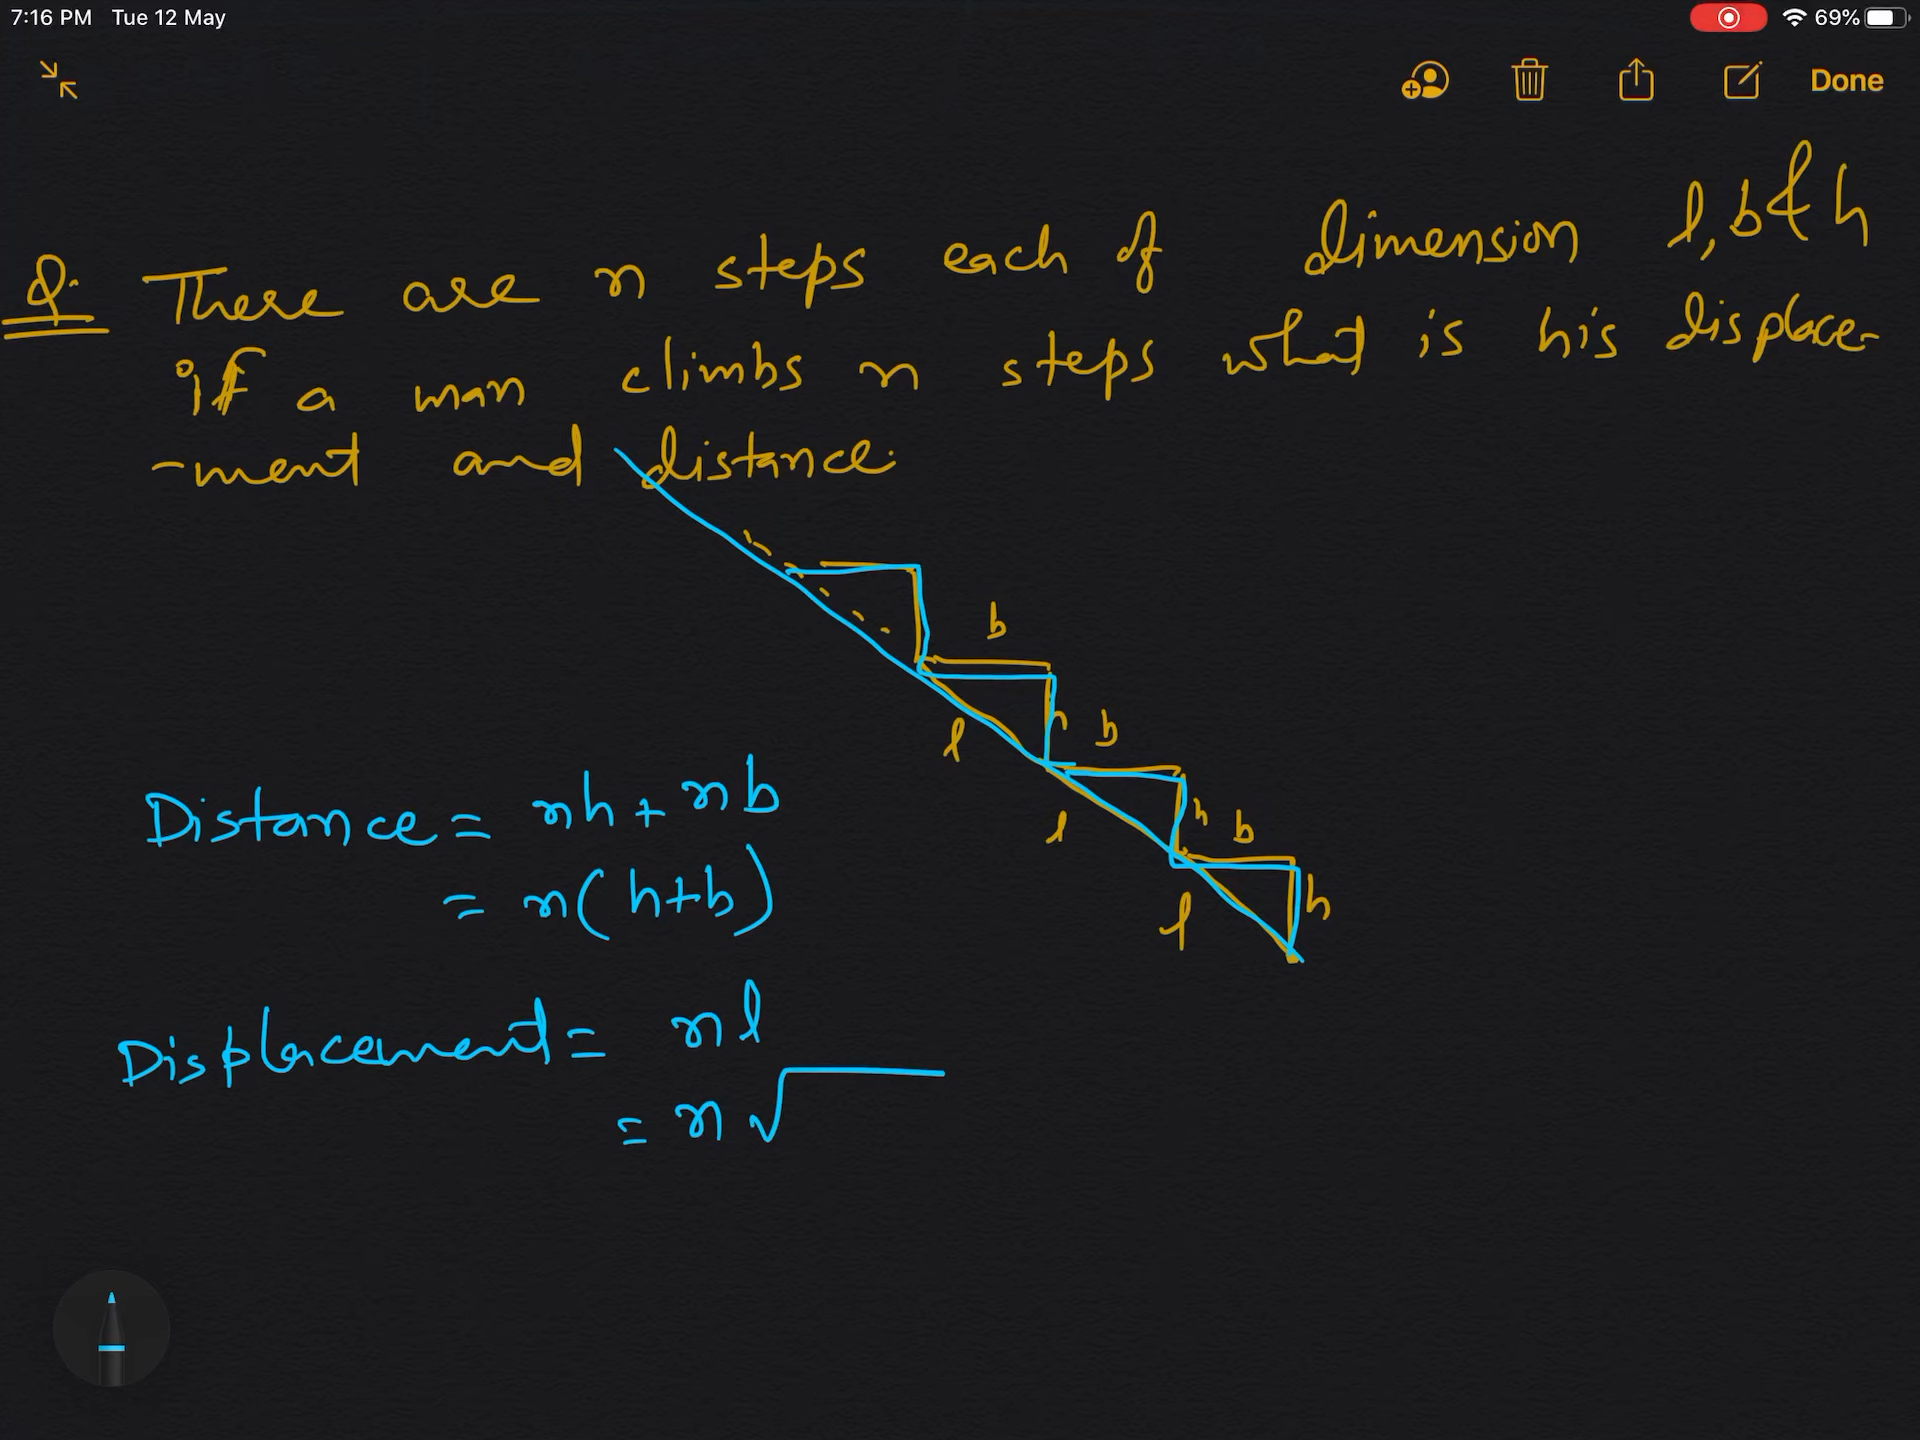 7:16 PM Tue 12 May
69%
Done
Q. There are n steps each of dimension l, b & h
if a man climbs n steps what is his displace-
-ment and distance.
b
h
b
l
h
b
l
h
l
Distance = nh + nb
= n(h+b)
Displacement = nl
= n√